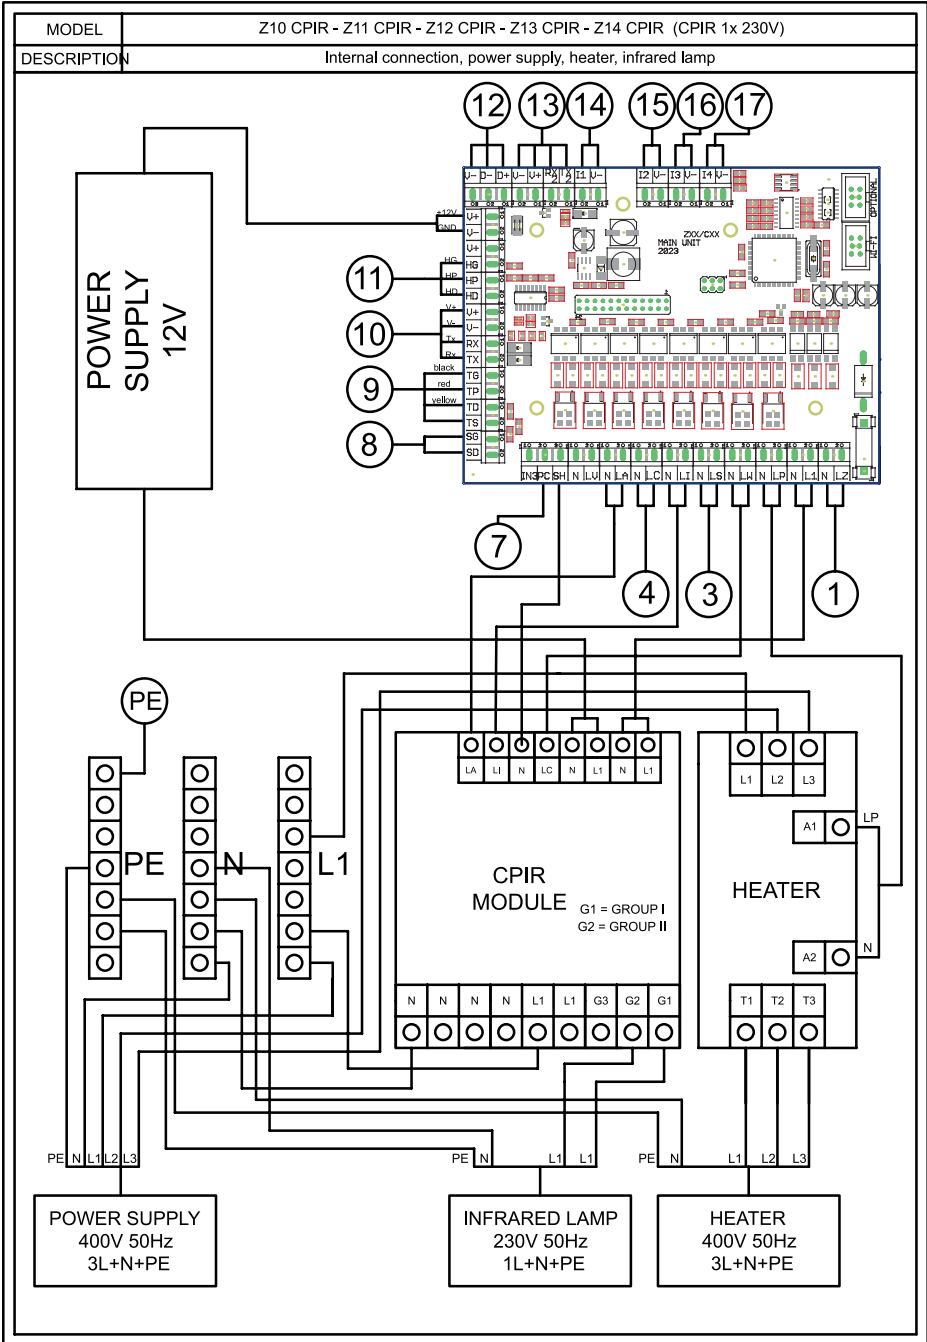 MODEL
Z10 CPIR - Z11 CPIR - Z12 CPIR - Z13 CPIR - Z14 CPIR (CPIR 1x 230V)
DESCRIPTION
Internal connection, power supply, heater, infrared lamp
12 13 14 15 16 17
V- D- D+ V- V+ RX2 TX2 I1 V- I2 V- I3 V- I4 V-
OPTIONAL
WI-FI
ZXX/CXX
MAIN UNIT
2023
POWER
SUPPLY
12V
+12V V+
GND V-
V+
HG HG
11 HP HP
HD HD
V+ V+
10 V- V-
Tx RX
Rx TX
black TG
9 red TP
yellow TD
TS
8 SG
SD
IN3 PC SH N LV N LA N LC N LI N LS N LW N LP N L1 N LZ
7
4 3 1
PE
LA LI N LC N L1 N L1
L1 L2 L3
A1 LP
PE N L1
CPIR
MODULE
G1 = GROUP I
G2 = GROUP II
HEATER
A2 N
N N N N L1 L1 G3 G2 G1
T1 T2 T3
PE N L1 L2 L3
PE N L1 L1
PE N L1 L2 L3
POWER SUPPLY
400V 50Hz
3L+N+PE
INFRARED LAMP
230V 50Hz
1L+N+PE
HEATER
400V 50Hz
3L+N+PE